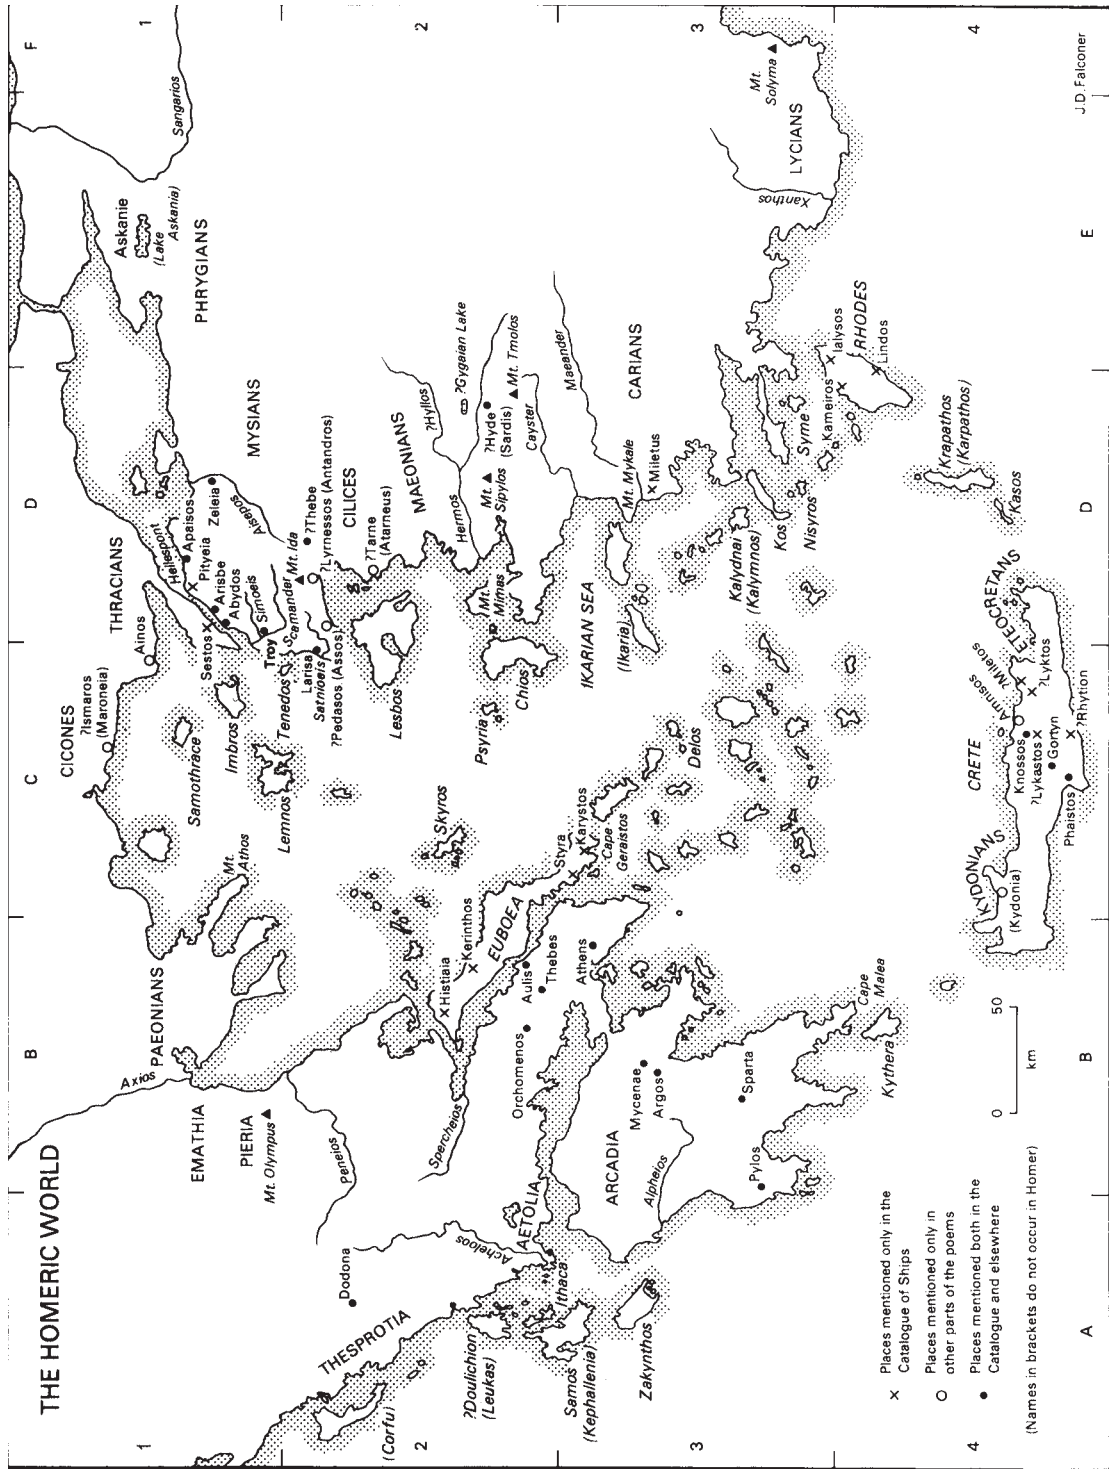 THE HOMERIC WORLD
1
2
3
4
A
B
C
D
E
F
1
2
3
4
Axios
PAEONIANS
EMATHIA
PIERIA
Mt. Olympus
Peneios
Dodona
THESPROTIA
(Corfu)
Mt.
Athos
CICONES
?Ismaros
(Maroneia)
Ainos
THRACIANS
Samothrace
Imbros
Lemnos
Tenedos
Sestos
Hellespont
Apaisos
Pityeia
Arisbe
Abydos
Simoeis
Troy
Scamander
Mt. Ida
Larisa
Satnioeis
?Pedasos (Assos)
Zeleia
Aisepos
?Thebe
?Lyrnessos (Antandros)
CILICES
?Tarne
(Atarneus)
MYSIANS
PHRYGIANS
Askanie
(Lake
Askania)
Sangarios
Spercheios
Histiaia
Kerinthos
EUBOEA
Skyros
Styra
Karystos
Cape
Geraistos
Acheloos
AETOLIA
?Doulichion
(Leukas)
Ithaca
Samos
(Kephallenia)
Zakynthos
Orchomenos
Aulis
Thebes
Athens
ARCADIA
Alpheios
Mycenae
Argos
Sparta
Pylos
Cape
Malea
Kythera
Lesbos
Psyria
Chios
Mt.
Mimas
MAEONIANS
?Hyllos
Hermos
?Gygaian Lake
?Hyde
(Sardis)
Mt. Tmolos
Mt.
Sipylos
Cayster
Maeander
IKARIAN SEA
(Ikaria)
Mt. Mykale
Miletus
CARIANS
Delos
Kalydnai
(Kalymnos)
Kos
Nisyros
Syme
Kameiros
Ialysos
RHODES
Lindos
Xanthos
LYCIANS
Mt.
Solyma
Krapathos
(Karpathos)
Kasos
CRETE
KYDONIANS
(Kydonia)
ETEOCRETANS
Amnisos
?Miletos
Knossos
?Lyktos
?Lykastos
Gortyn
Phaistos
?Rhytion
x Places mentioned only in the
Catalogue of Ships
○ Places mentioned only in
other parts of the poems
● Places mentioned both in the
Catalogue and elsewhere
(Names in brackets do not occur in Homer)
0 50
km
A
B
C
D
E
J.D. Falconer